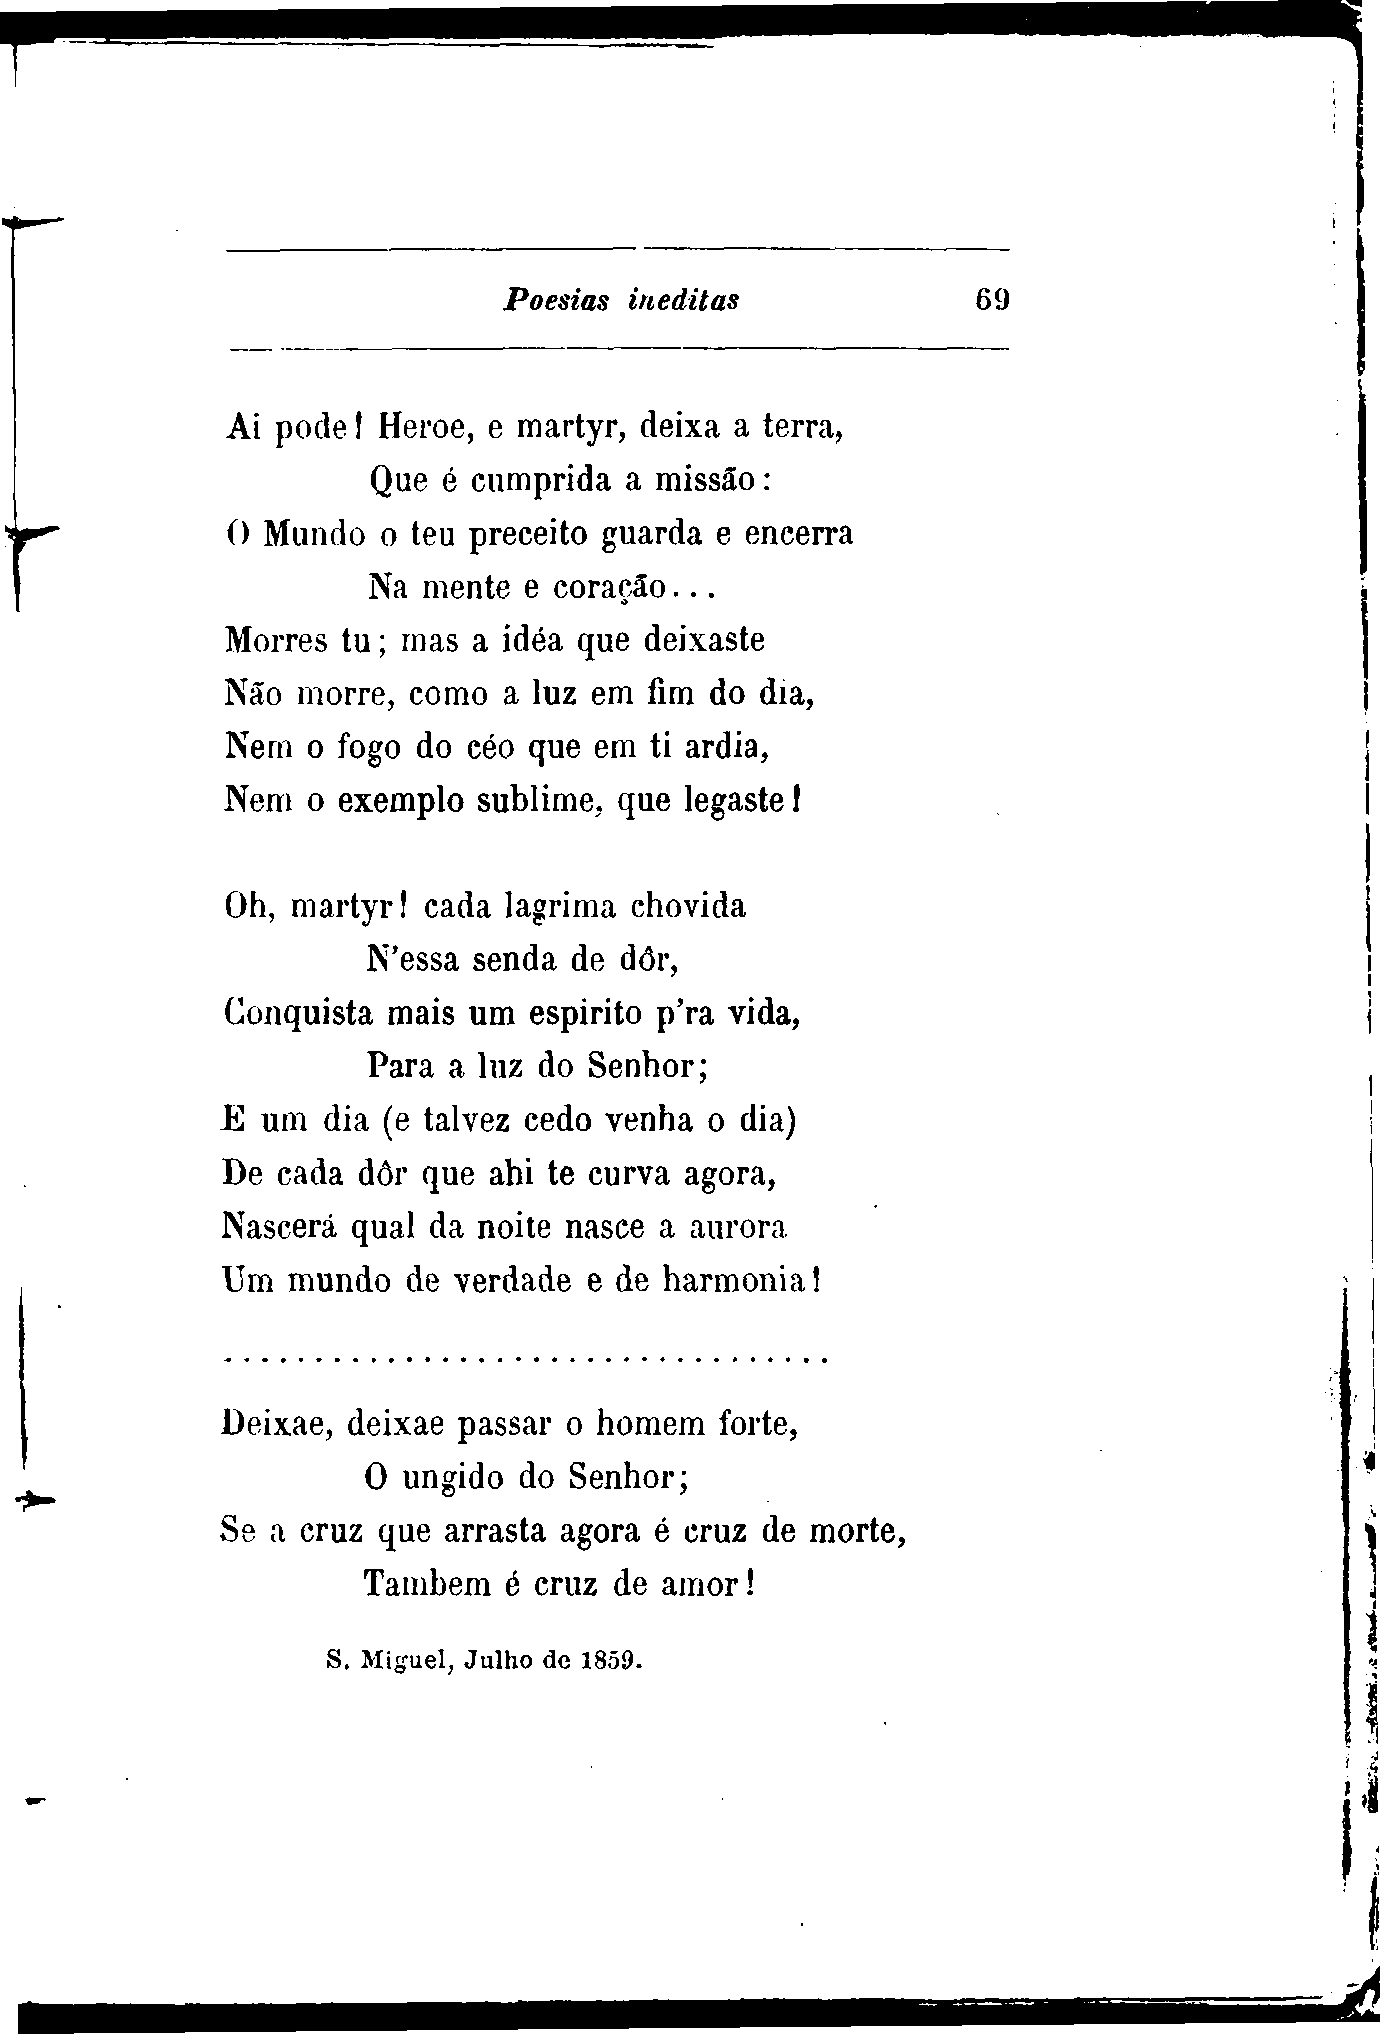 Poesias ineditas 69
Ai pode! Heroe, e martyr, deixa a terra,
Que é cumprida a missão:
O Mundo o teu preceito guarda e encerra
Na mente e coração...
Morres tu; mas a idéa que deixaste
Não morre, como a luz em fim do dia,
Nem o fogo do céo que em ti ardia,
Nem o exemplo sublime, que legaste!
Oh, martyr! cada lagrima chovida
N'essa senda de dôr,
Conquista mais um espirito p'ra vida,
Para a luz do Senhor;
E um dia (e talvez cedo venha o dia)
De cada dôr que ahi te curva agora,
Nascerá qual da noite nasce a aurora
Um mundo de verdade e de harmonia!
..................................
Deixae, deixae passar o homem forte,
O ungido do Senhor;
Se a cruz que arrasta agora é cruz de morte,
Tambem é cruz de amor!
S. Miguel, Julho de 1859.